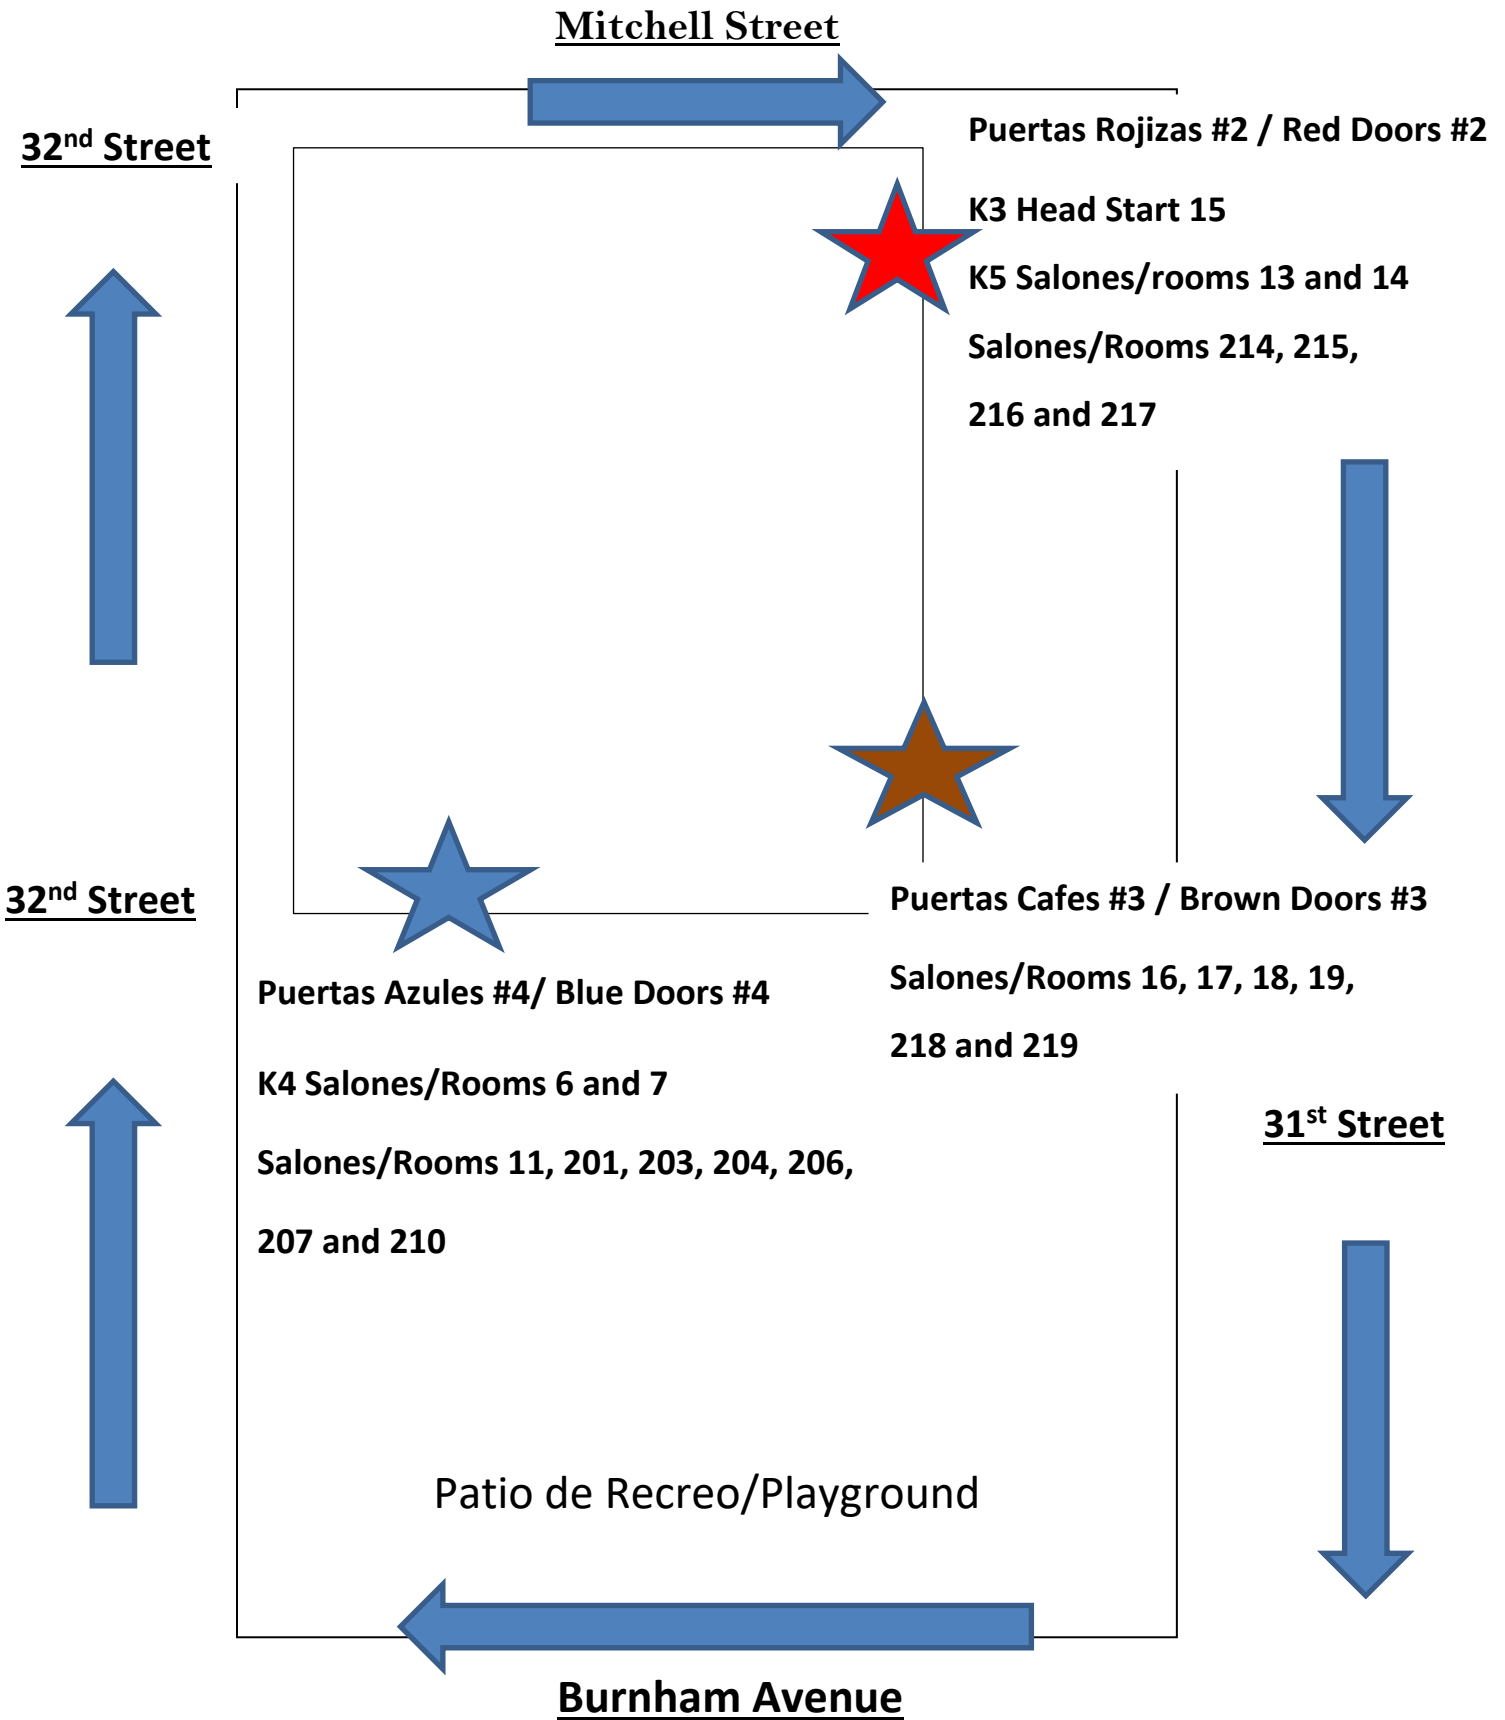 Mitchell Street
32nd Street
Puertas Rojizas #2 / Red Doors #2
K3 Head Start 15
K5 Salones/rooms 13 and 14
Salones/Rooms 214, 215,
216 and 217
32nd Street
Puertas Cafes #3 / Brown Doors #3
Salones/Rooms 16, 17, 18, 19,
218 and 219
Puertas Azules #4/ Blue Doors #4
K4 Salones/Rooms 6 and 7
Salones/Rooms 11, 201, 203, 204, 206,
207 and 210
31st Street
Patio de Recreo/Playground
Burnham Avenue